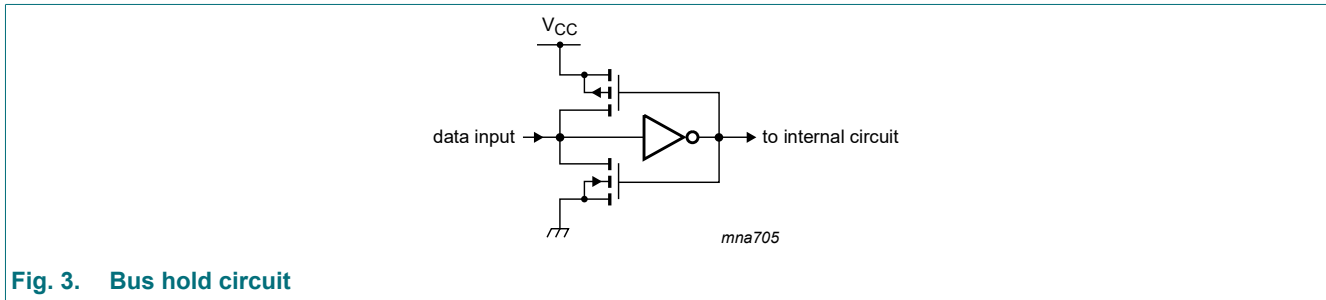 VCC
data input
to internal circuit
mna705
Fig. 3. Bus hold circuit